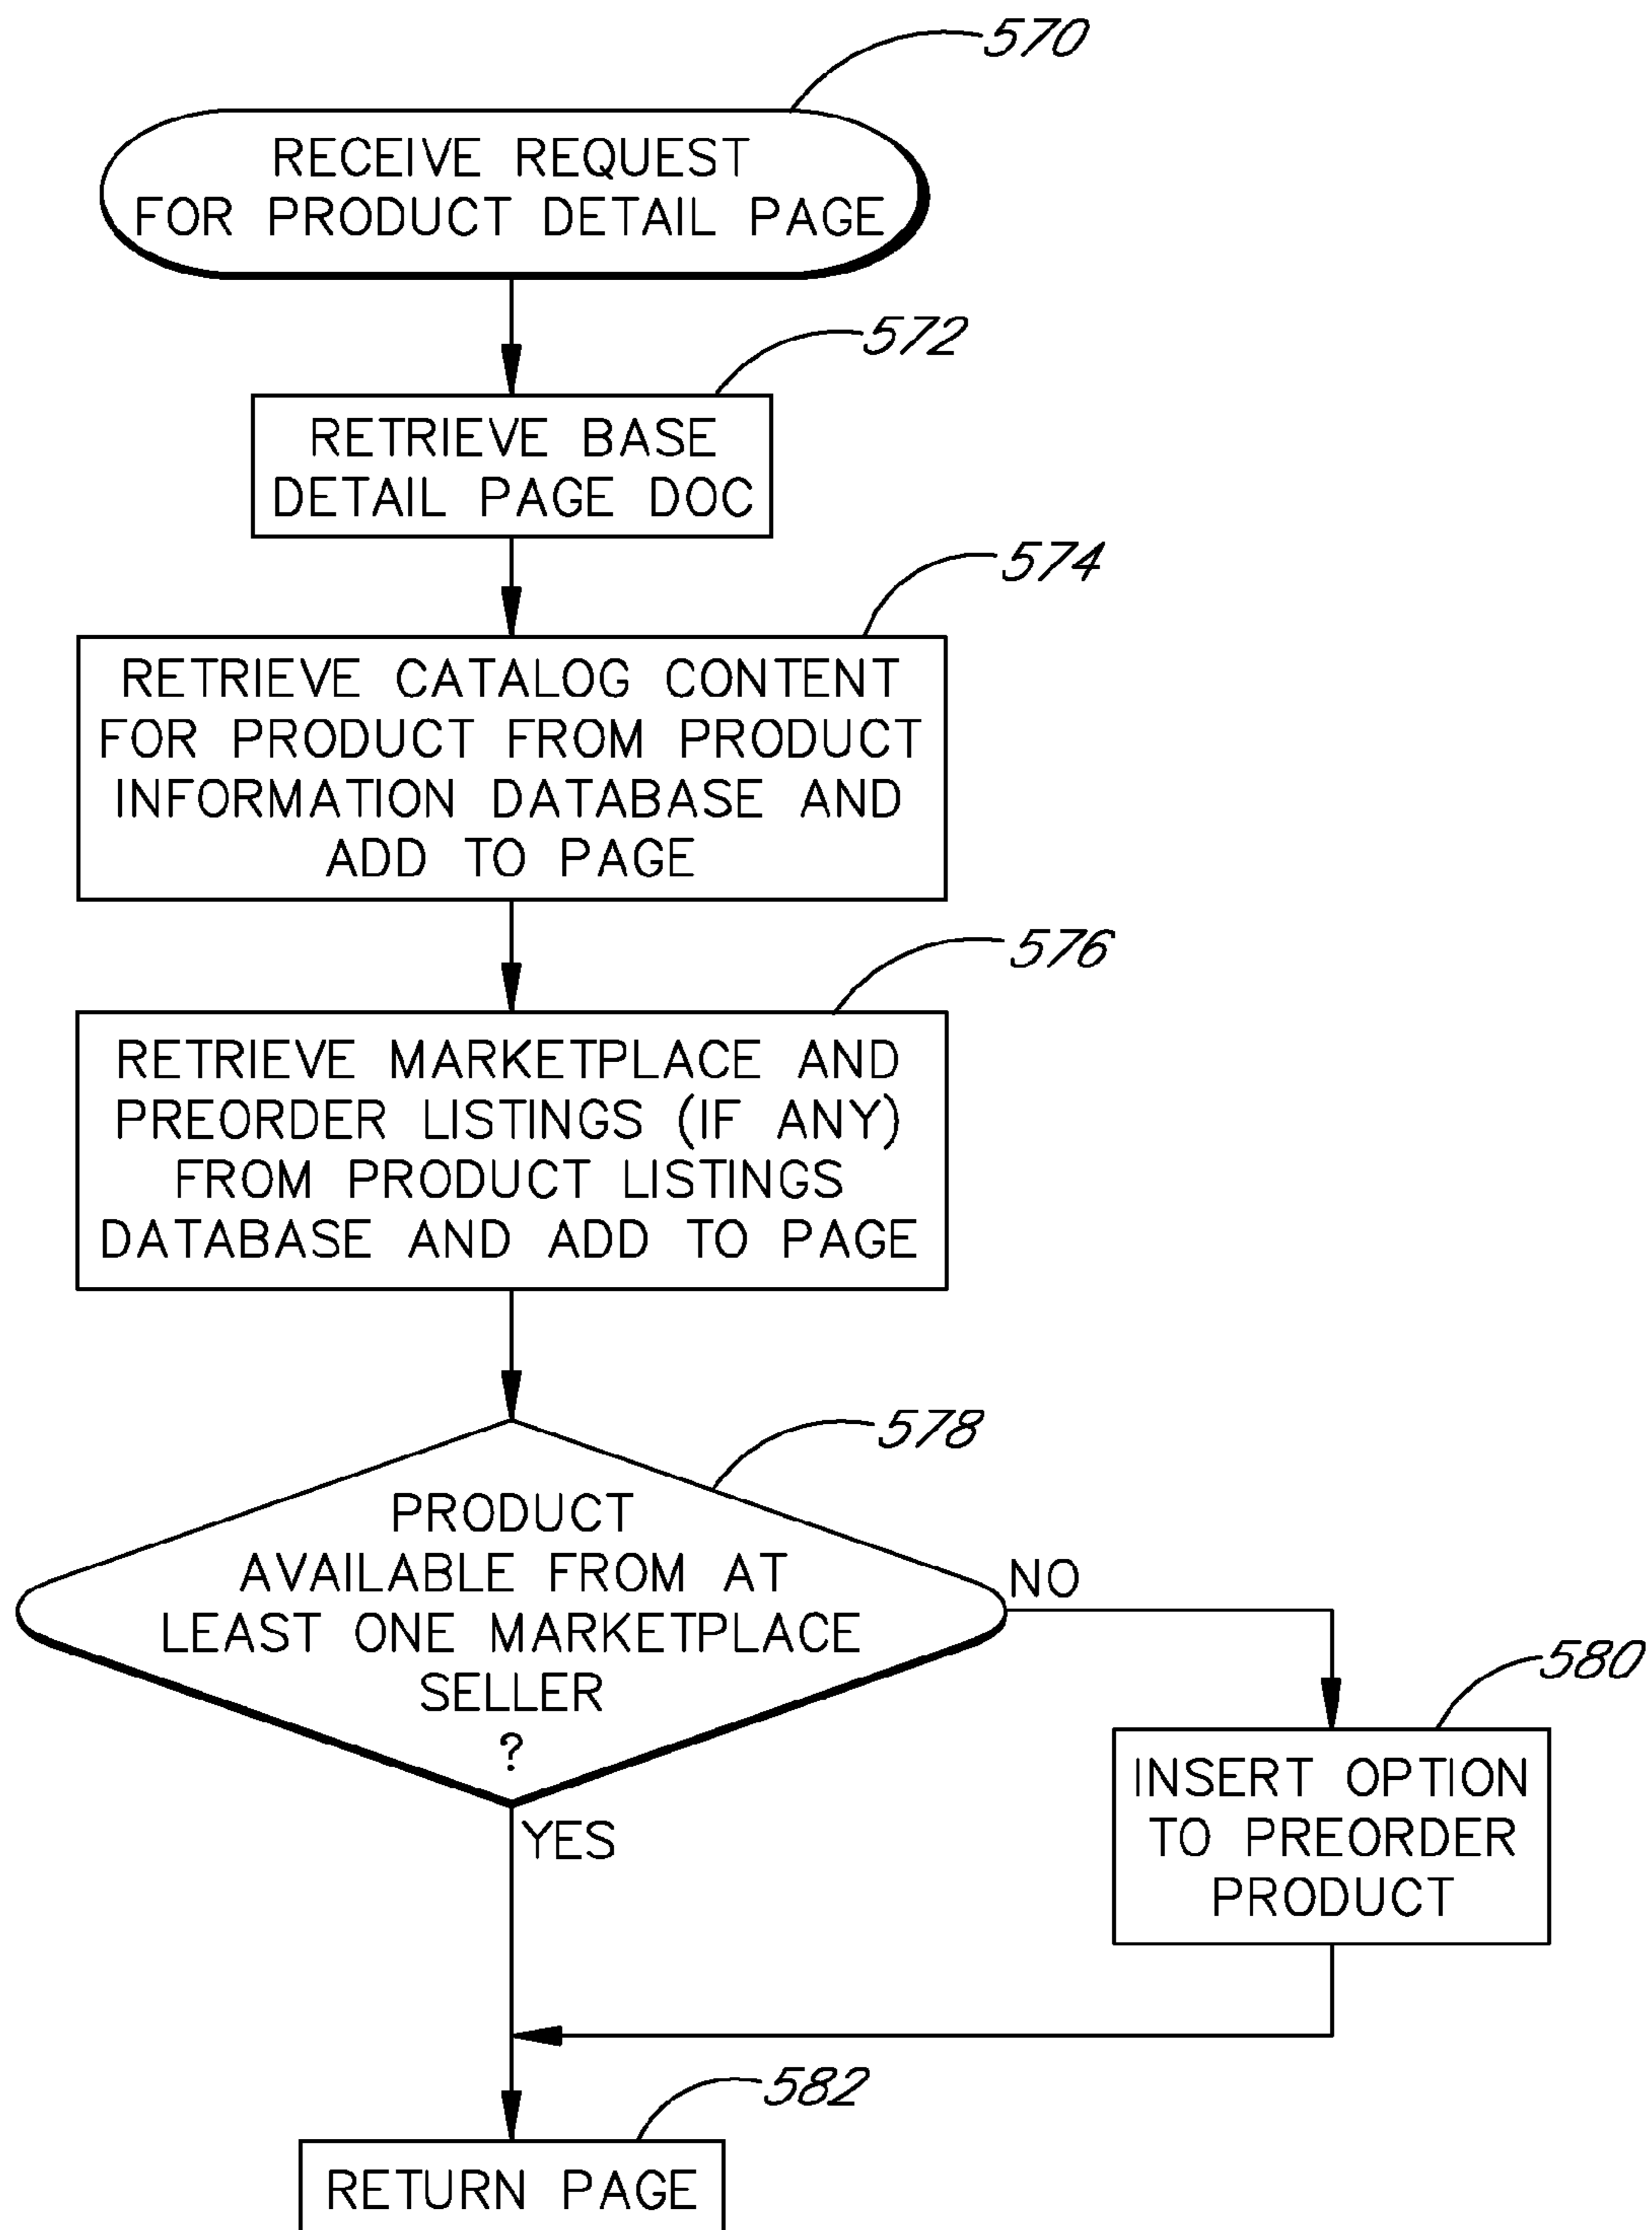 570
RECEIVE REQUEST
FOR PRODUCT DETAIL PAGE
572
RETRIEVE BASE
DETAIL PAGE DOC
574
RETRIEVE CATALOG CONTENT
FOR PRODUCT FROM PRODUCT
INFORMATION DATABASE AND
ADD TO PAGE
576
RETRIEVE MARKETPLACE AND
PREORDER LISTINGS (IF ANY)
FROM PRODUCT LISTINGS
DATABASE AND ADD TO PAGE
578
PRODUCT
AVAILABLE FROM AT
LEAST ONE MARKETPLACE
SELLER
?
NO
YES
580
INSERT OPTION
TO PREORDER
PRODUCT
582
RETURN PAGE